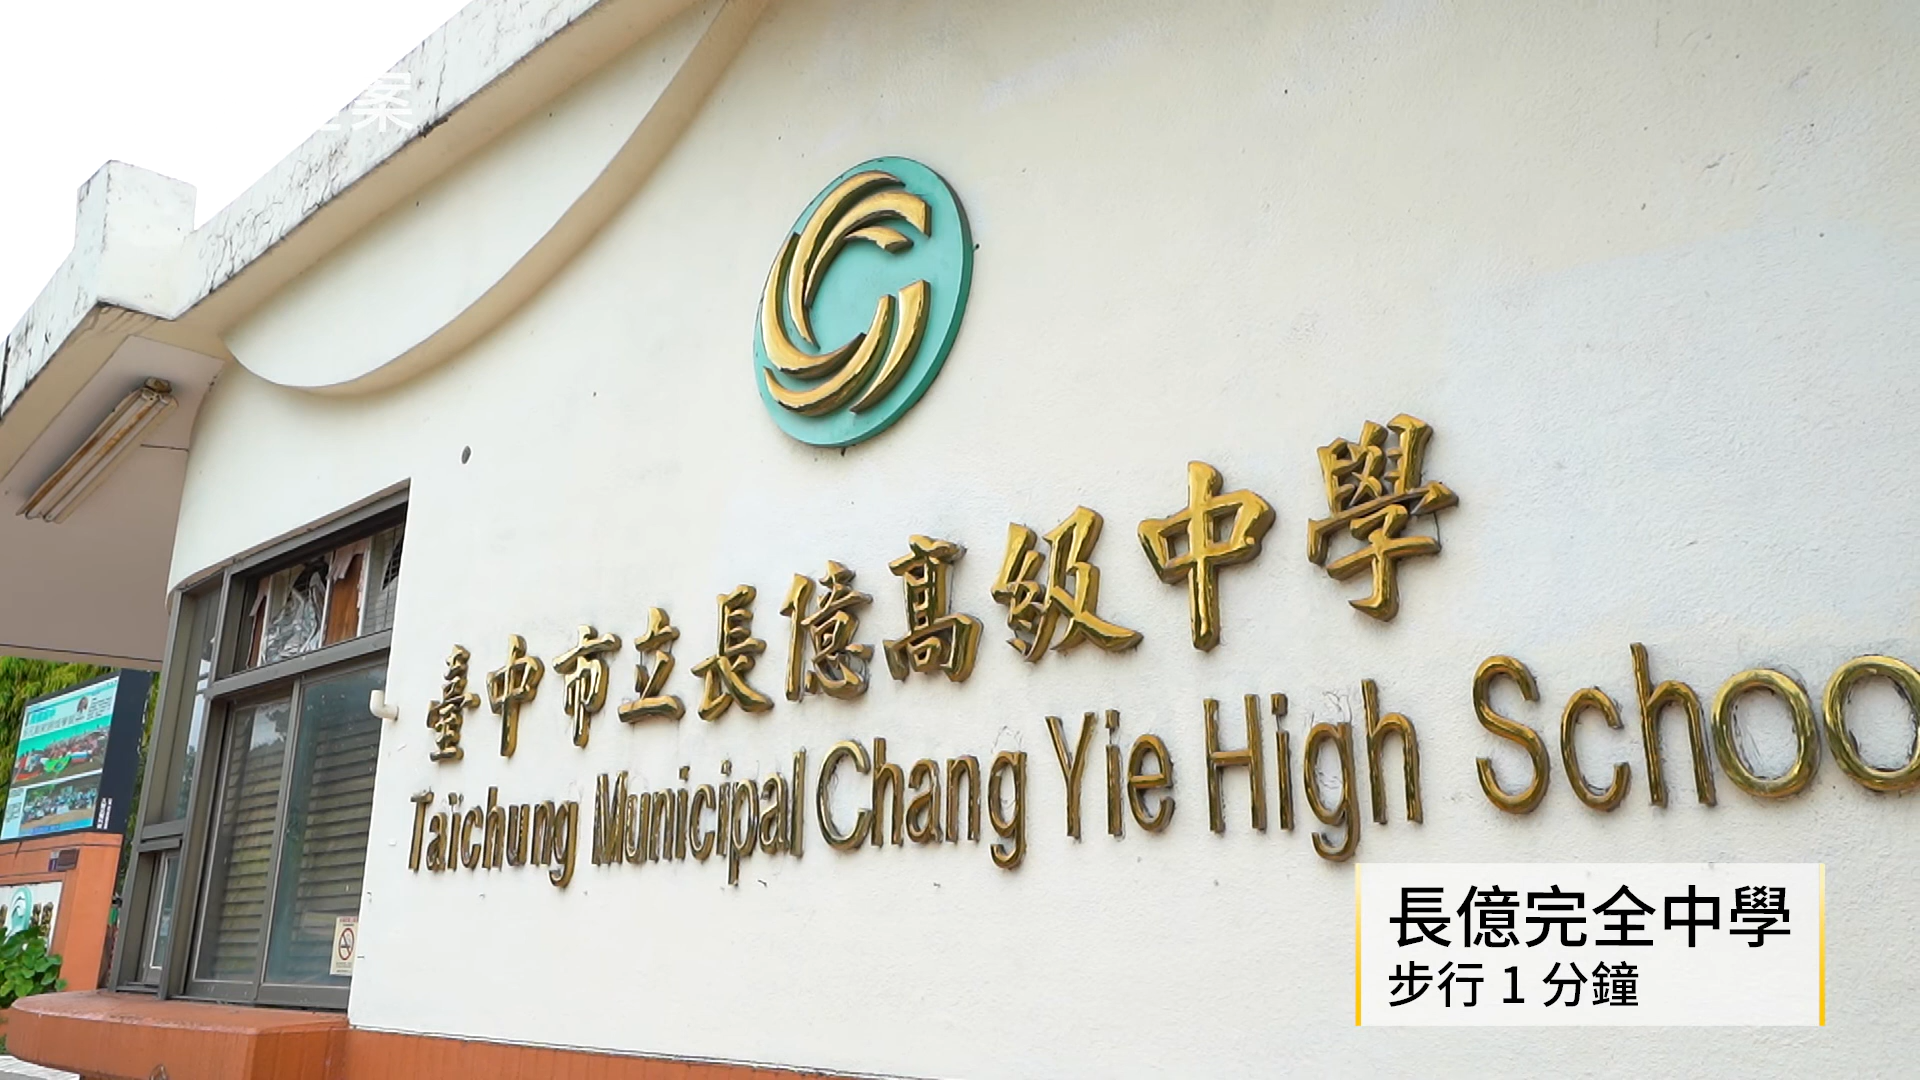 案
臺中市立長億高級中學
Taichung Municipal Chang Yie High Schoo
長億完全中學
步行 1 分鐘